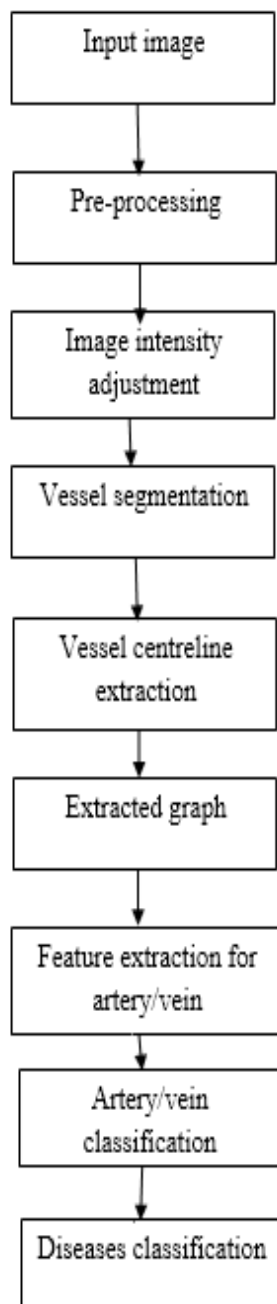 Input image
Pre-processing
Image intensity
adjustment
Vessel segmentation
Vessel centreline
extraction
Extracted graph
Feature extraction for
artery/vein
Artery/vein
classification
Diseases classification